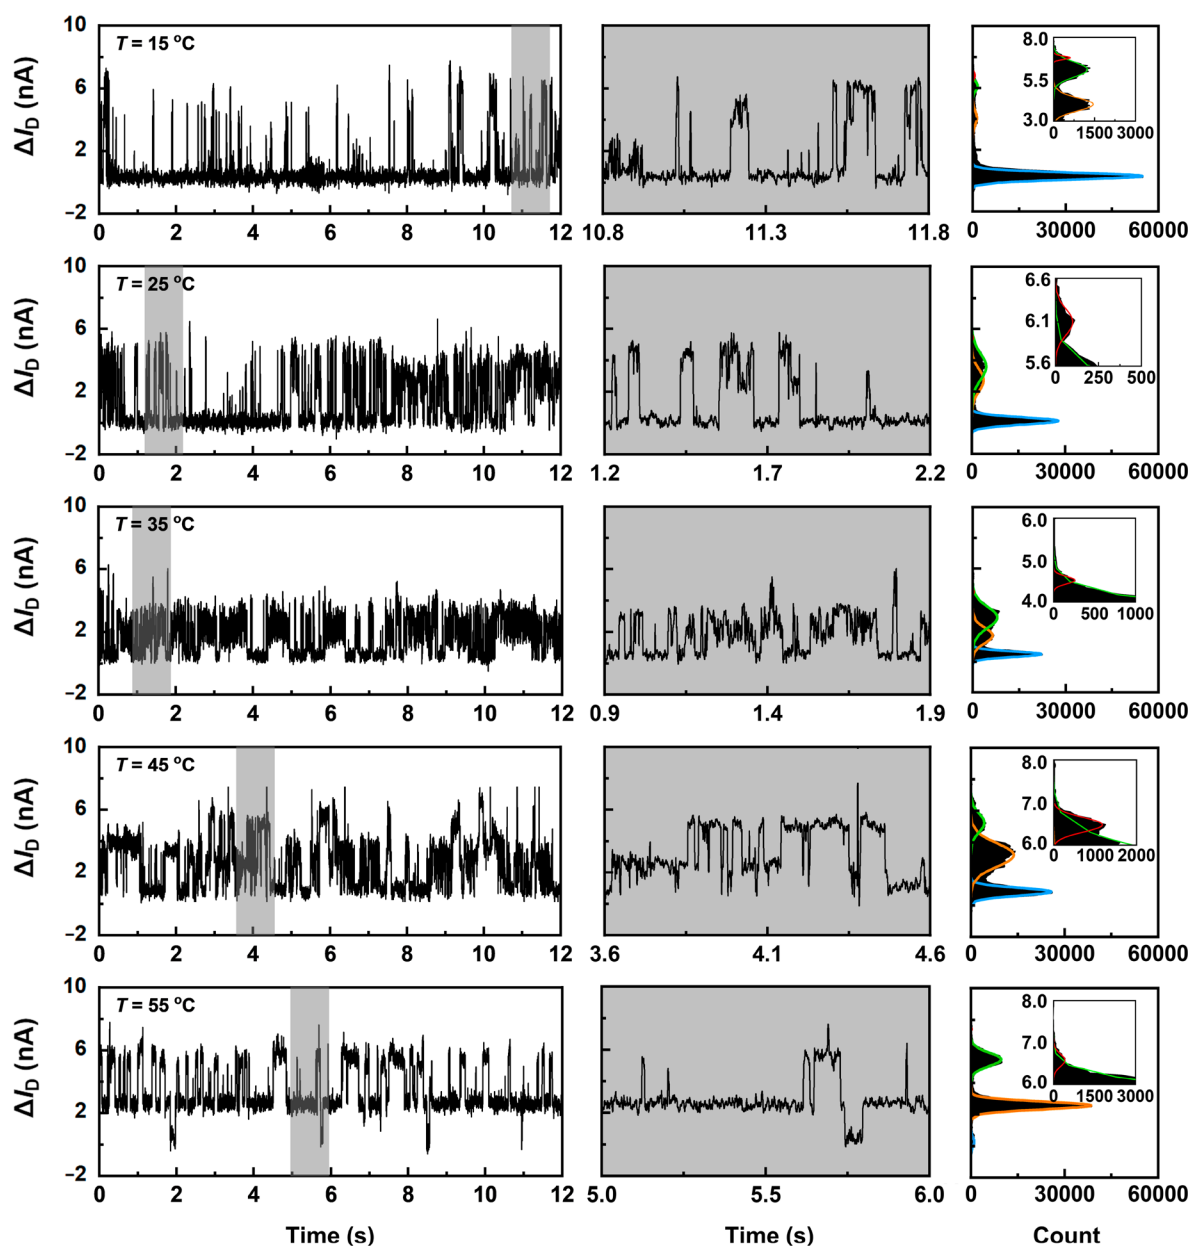 10
6
2
−2
ΔI_D (nA)
T = 15 °C
0 2 4 6 8 10 12
10.8 11.3 11.8
8.0
5.5
3.0
0 1500 3000
0 30000 60000
10
6
2
−2
ΔI_D (nA)
T = 25 °C
0 2 4 6 8 10 12
1.2 1.7 2.2
6.6
6.1
5.6
0 250 500
0 30000 60000
10
6
2
−2
ΔI_D (nA)
T = 35 °C
0 2 4 6 8 10 12
0.9 1.4 1.9
6.0
5.0
4.0
0 500 1000
0 30000 60000
10
6
2
−2
ΔI_D (nA)
T = 45 °C
0 2 4 6 8 10 12
3.6 4.1 4.6
8.0
7.0
6.0
0 1000 2000
0 30000 60000
10
6
2
−2
ΔI_D (nA)
T = 55 °C
0 2 4 6 8 10 12
5.0 5.5 6.0
8.0
7.0
6.0
0 1500 3000
0 30000 60000
Time (s)
Time (s)
Count